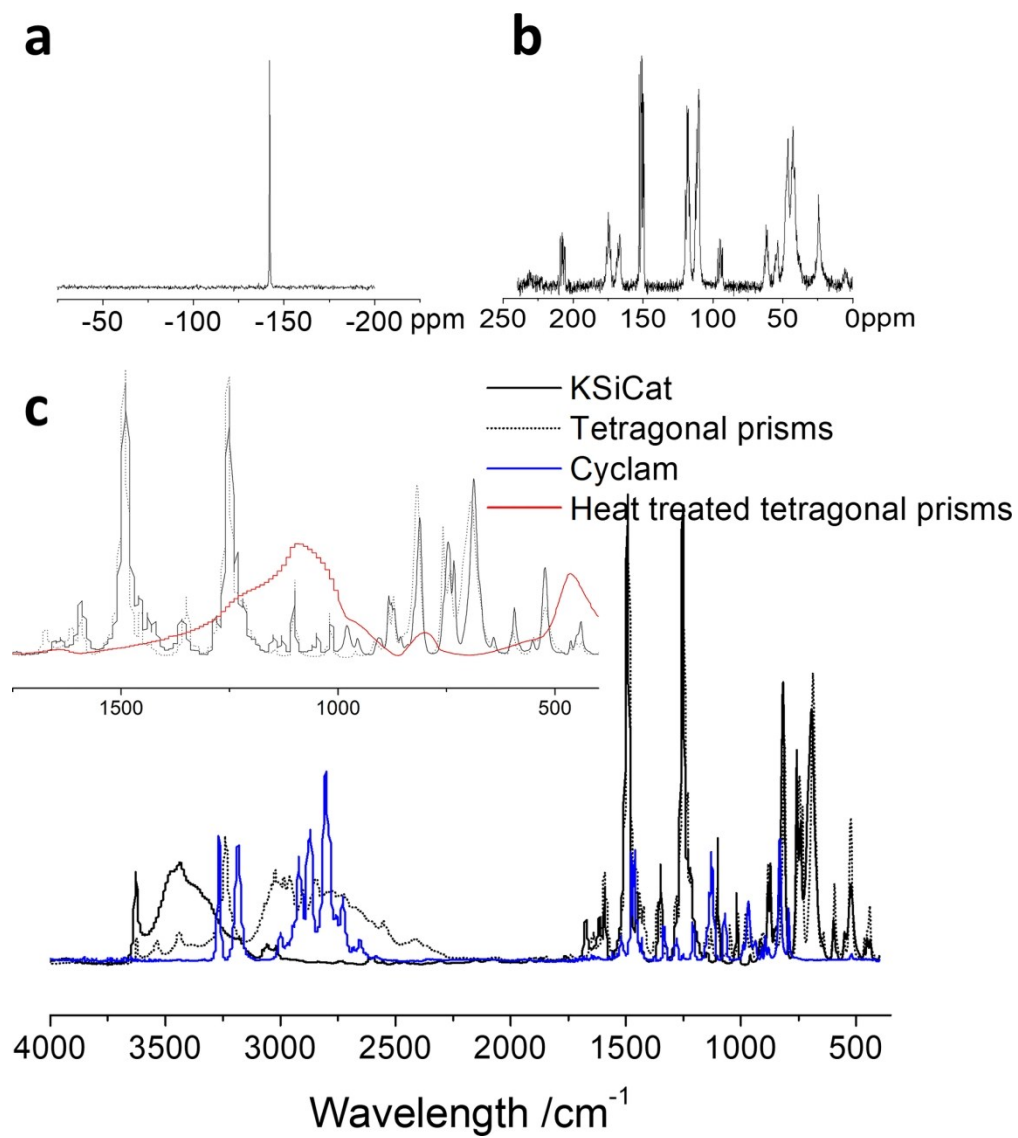 a
b
-50 -100 -150 -200 ppm
250 200 150 100 50 0ppm
c
KSiCat
Tetragonal prisms
Cyclam
Heat treated tetragonal prisms
1500 1000 500
4000 3500 3000 2500 2000 1500 1000 500
Wavelength /cm⁻¹